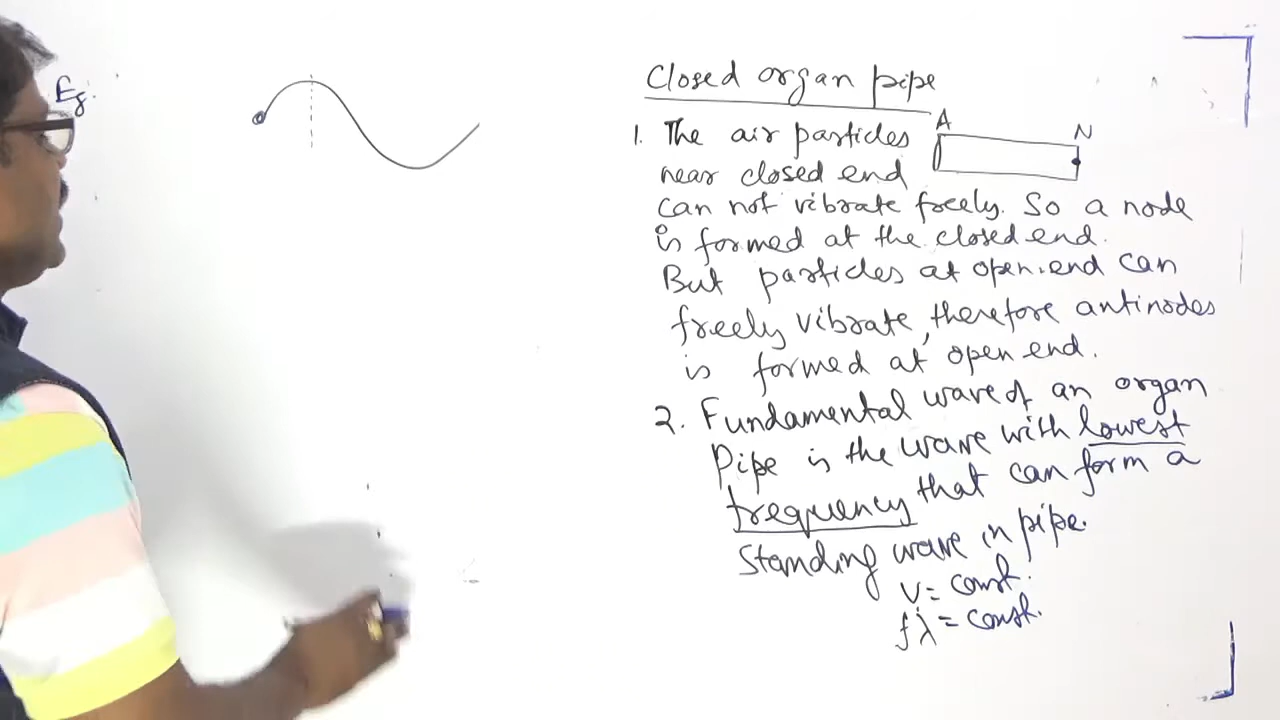 Eg.
Closed organ pipe
A
N
1. The air particles
near closed end
can not vibrate freely. So a node
is formed at the closed end.
But particles at open end can
freely vibrate, therefore antinodes
is formed at open end.
2. Fundamental wave of an organ
pipe is the wave with lowest
frequency that can form a
standing wave in pipe.
v = const.
fλ = const.